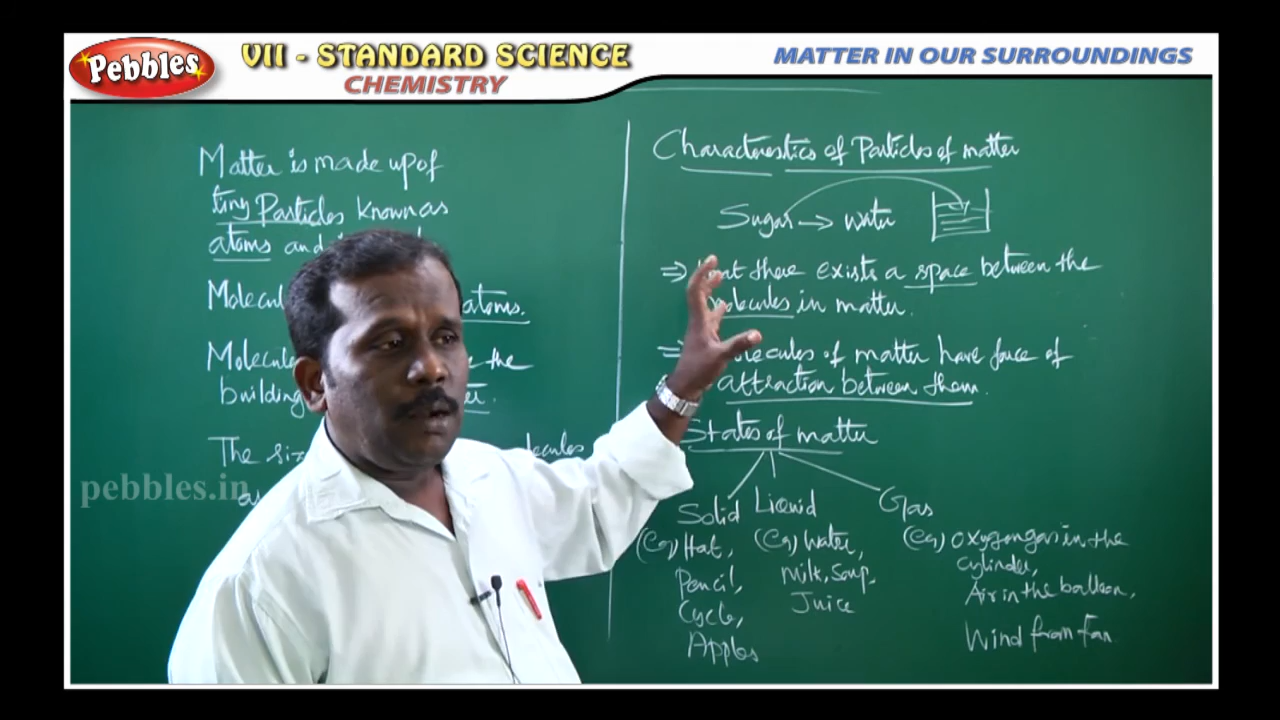 Pebbles
VII - STANDARD SCIENCE
CHEMISTRY
MATTER IN OUR SURROUNDINGS
Matter is made up of
tiny Particles known as
atoms and
atoms.
the
building
The
pebbles.in
Characteristics of Particles of matter
Sugar → water
⇒ there exists a space between the
molecules in matter.
⇒ molecules of matter have force of
attraction between them.
States of matter
Solid Liquid Gas
(eg) Hat,
Pencil,
Cycle,
Apples
(eg) Water,
Milk, Soup,
Juice
(eg) Oxygen gas in the
cylinder,
Air in the balloon,
Wind from fan